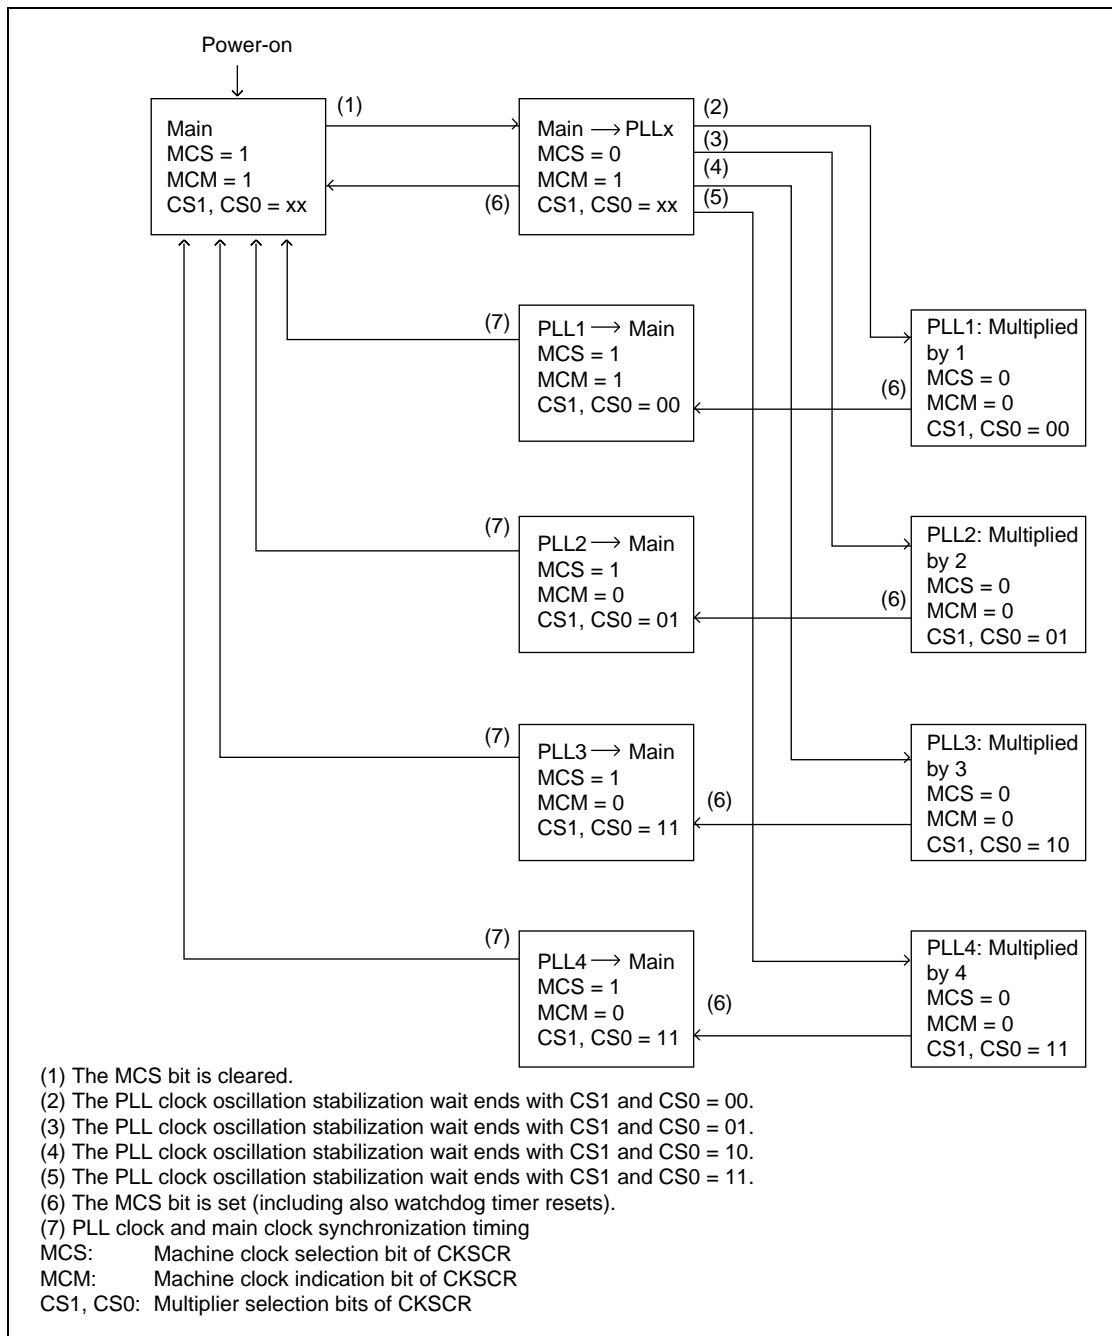 Power-on
(1)
Main
MCS = 1
MCM = 1
CS1, CS0 = xx
(6)
Main → PLLx
MCS = 0
MCM = 1
CS1, CS0 = xx
(2)
(3)
(4)
(5)
(7)
PLL1 → Main
MCS = 1
MCM = 1
CS1, CS0 = 00
(6)
PLL1: Multiplied
by 1
MCS = 0
MCM = 0
CS1, CS0 = 00
(7)
PLL2 → Main
MCS = 1
MCM = 0
CS1, CS0 = 01
(6)
PLL2: Multiplied
by 2
MCS = 0
MCM = 0
CS1, CS0 = 01
(7)
PLL3 → Main
MCS = 1
MCM = 0
CS1, CS0 = 11
(6)
PLL3: Multiplied
by 3
MCS = 0
MCM = 0
CS1, CS0 = 10
(7)
PLL4 → Main
MCS = 1
MCM = 0
CS1, CS0 = 11
(6)
PLL4: Multiplied
by 4
MCS = 0
MCM = 0
CS1, CS0 = 11
(1) The MCS bit is cleared.
(2) The PLL clock oscillation stabilization wait ends with CS1 and CS0 = 00.
(3) The PLL clock oscillation stabilization wait ends with CS1 and CS0 = 01.
(4) The PLL clock oscillation stabilization wait ends with CS1 and CS0 = 10.
(5) The PLL clock oscillation stabilization wait ends with CS1 and CS0 = 11.
(6) The MCS bit is set (including also watchdog timer resets).
(7) PLL clock and main clock synchronization timing
MCS: Machine clock selection bit of CKSCR
MCM: Machine clock indication bit of CKSCR
CS1, CS0: Multiplier selection bits of CKSCR